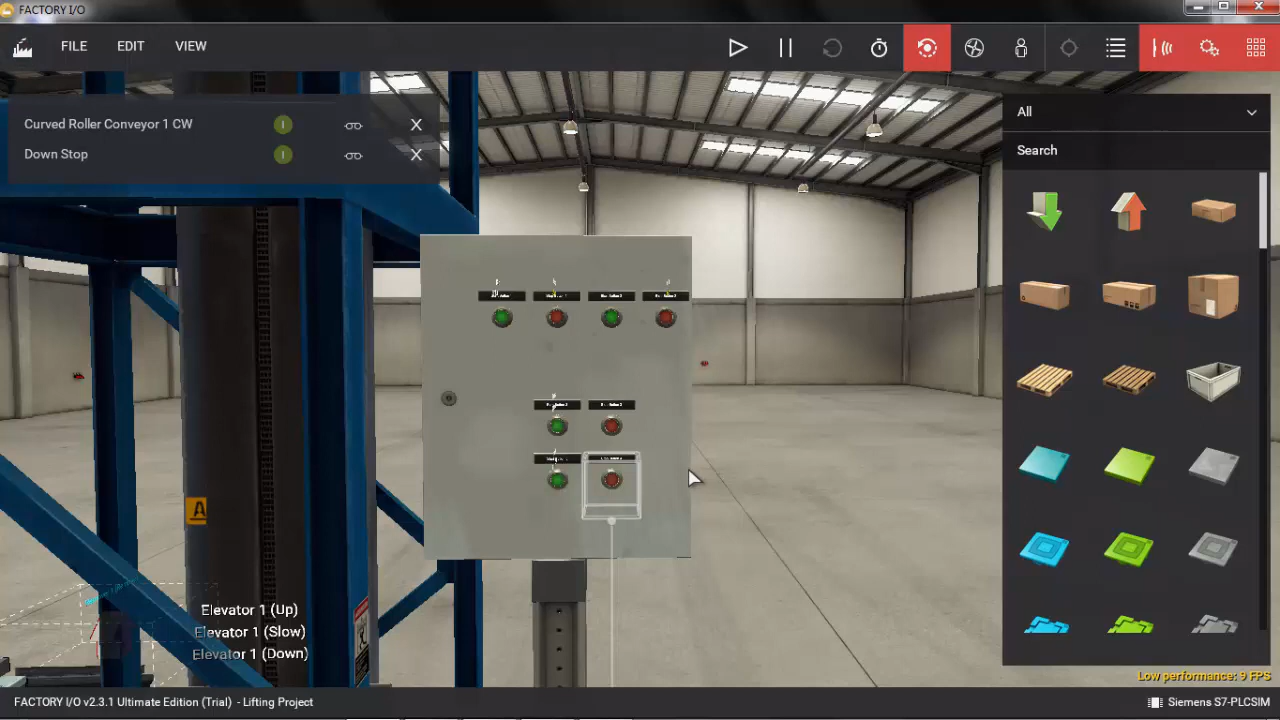 FACTORY I/O
FILE EDIT VIEW
Curved Roller Conveyor 1 CW
Down Stop
All
Search
A
Elevator 1 (Up)
Elevator 1 (Slow)
Elevator 1 (Down)
Low performance: 9 FPS
FACTORY I/O v2.3.1 Ultimate Edition (Trial) - Lifting Project
Siemens S7-PLCSIM